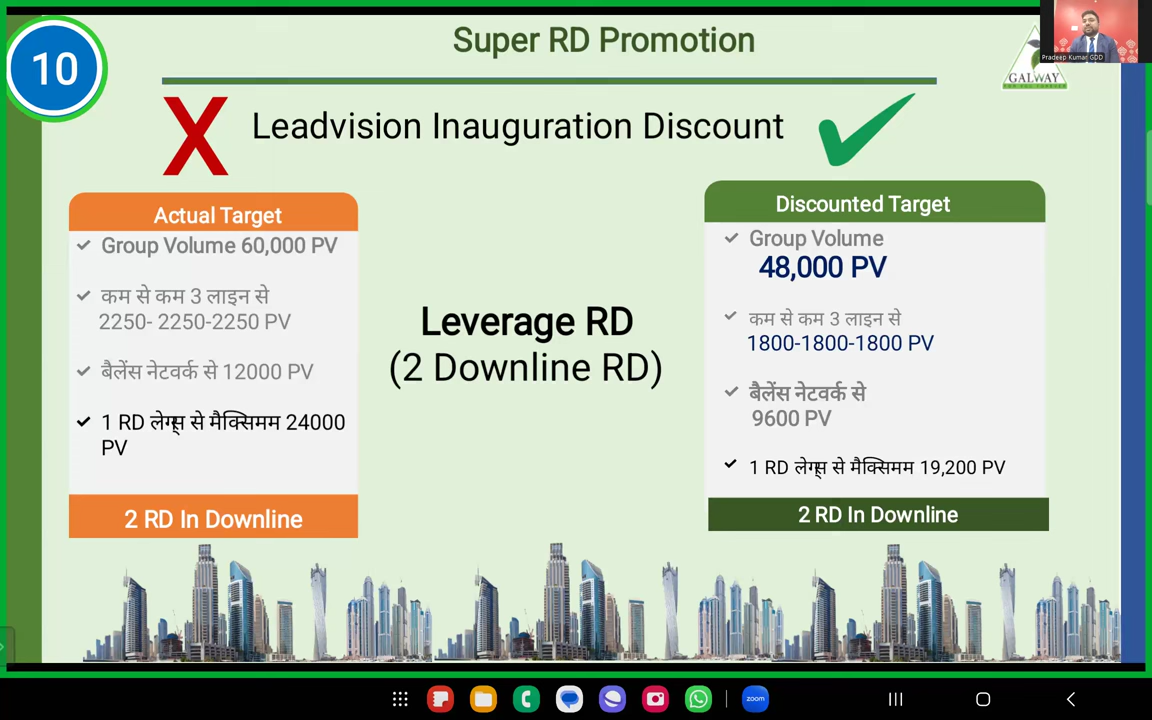 10
Super RD Promotion
Pradeep Kumar GDD
GALWAY
X Leadvision Inauguration Discount
Actual Target
Group Volume 60,000 PV
कम से कम 3 लाइन से
2250- 2250-2250 PV
बैलेंस नेटवर्क से 12000 PV
1 RD लेग्स से मैक्सिमम 24000
PV
2 RD In Downline
Leverage RD
(2 Downline RD)
Discounted Target
Group Volume
48,000 PV
कम से कम 3 लाइन से
1800-1800-1800 PV
बैलेंस नेटवर्क से
9600 PV
1 RD लेग्स से मैक्सिमम 19,200 PV
2 RD In Downline
zoom